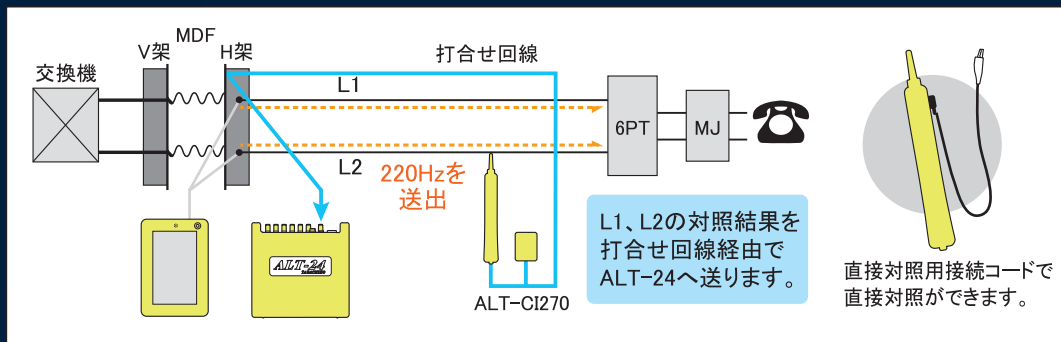 MDF
V架
H架
打合せ回線
交換機
L1
L2
6PT
MJ
220Hzを
送出
ALT-24
ALT-CI270
L1、L2の対照結果を
打合せ回線経由で
ALT-24へ送ります。
直接対照用接続コードで
直接対照ができます。